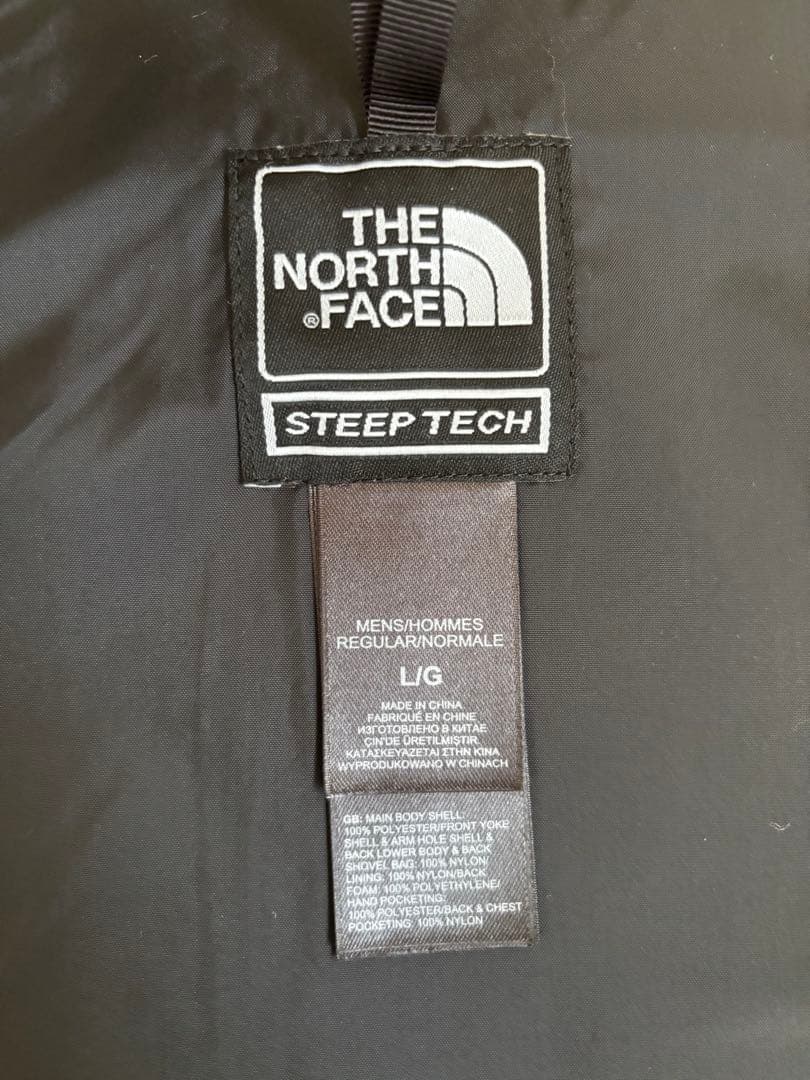 THE
NORTH
® FACE
STEEP TECH
MENS/HOMMES
REGULAR/NORMALE
L/G
MADE IN CHINA
FABRIQUÉ EN CHINE
ИЗГОТОВЛЕНО В КИТАЕ
ÇIN'DE ÜRETILMIŞTIR.
ΚΑΤΑΣΚΕΥΑΖΕΤΑΙ ΣΤΗΝ ΚΙΝΑ
WYPRODUKOWANO W CHINACH
GB: MAIN BODY SHELL:
100% POLYESTER/FRONT YOKE
SHELL & ARM HOLE SHELL &
BACK LOWER BODY & BACK
SHOVEL BAG: 100% NYLON/
LINING: 100% NYLON/BACK
FOAM: 100% POLYETHYLENE/
HAND POCKETING:
100% POLYESTER/BACK & CHEST
POCKETING: 100% NYLON